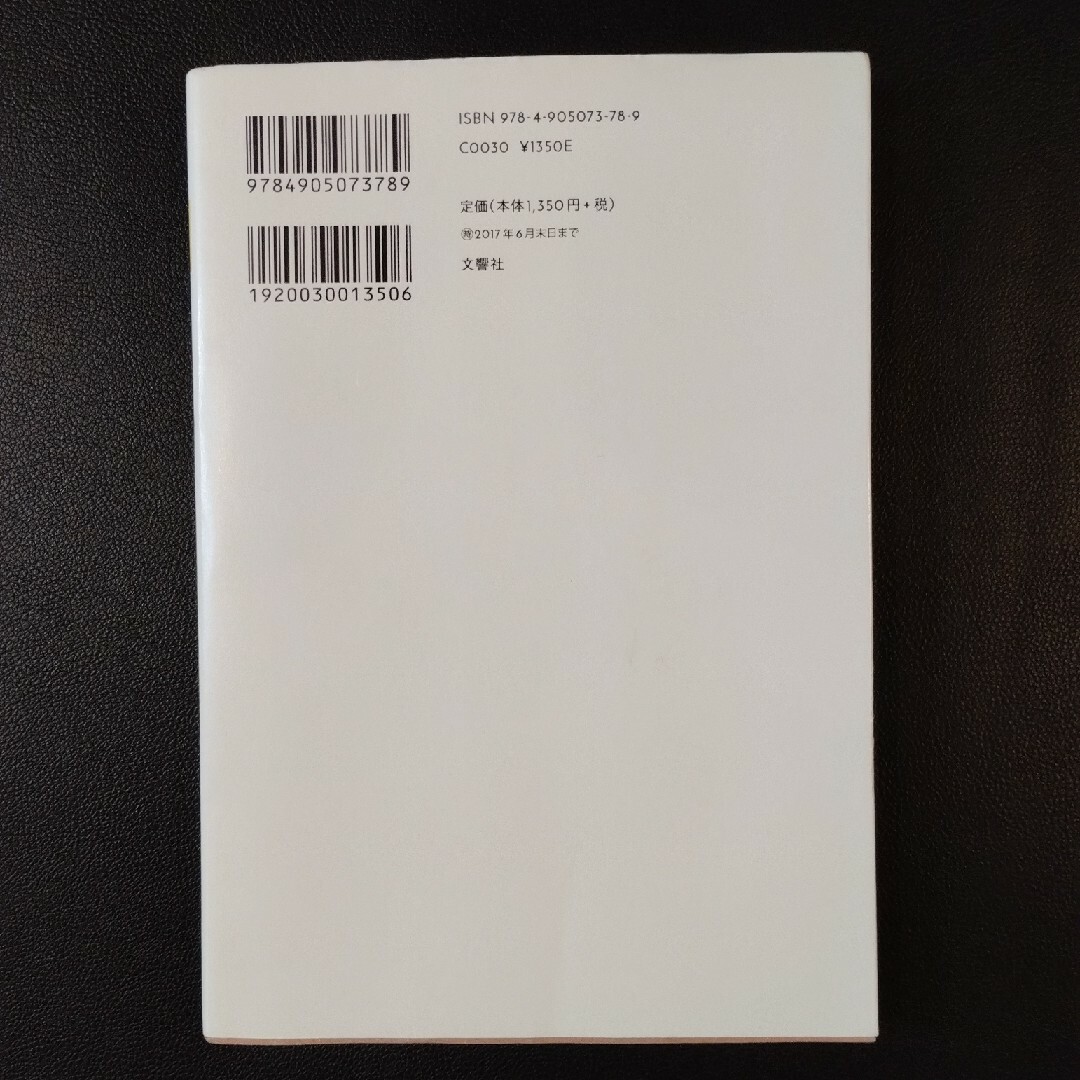 9784905073789
1920030013506
ISBN 978-4-905073-78-9
C0030 ¥1350E
定価(本体1,350円+税)
㊕2017年6月末日まで
文響社